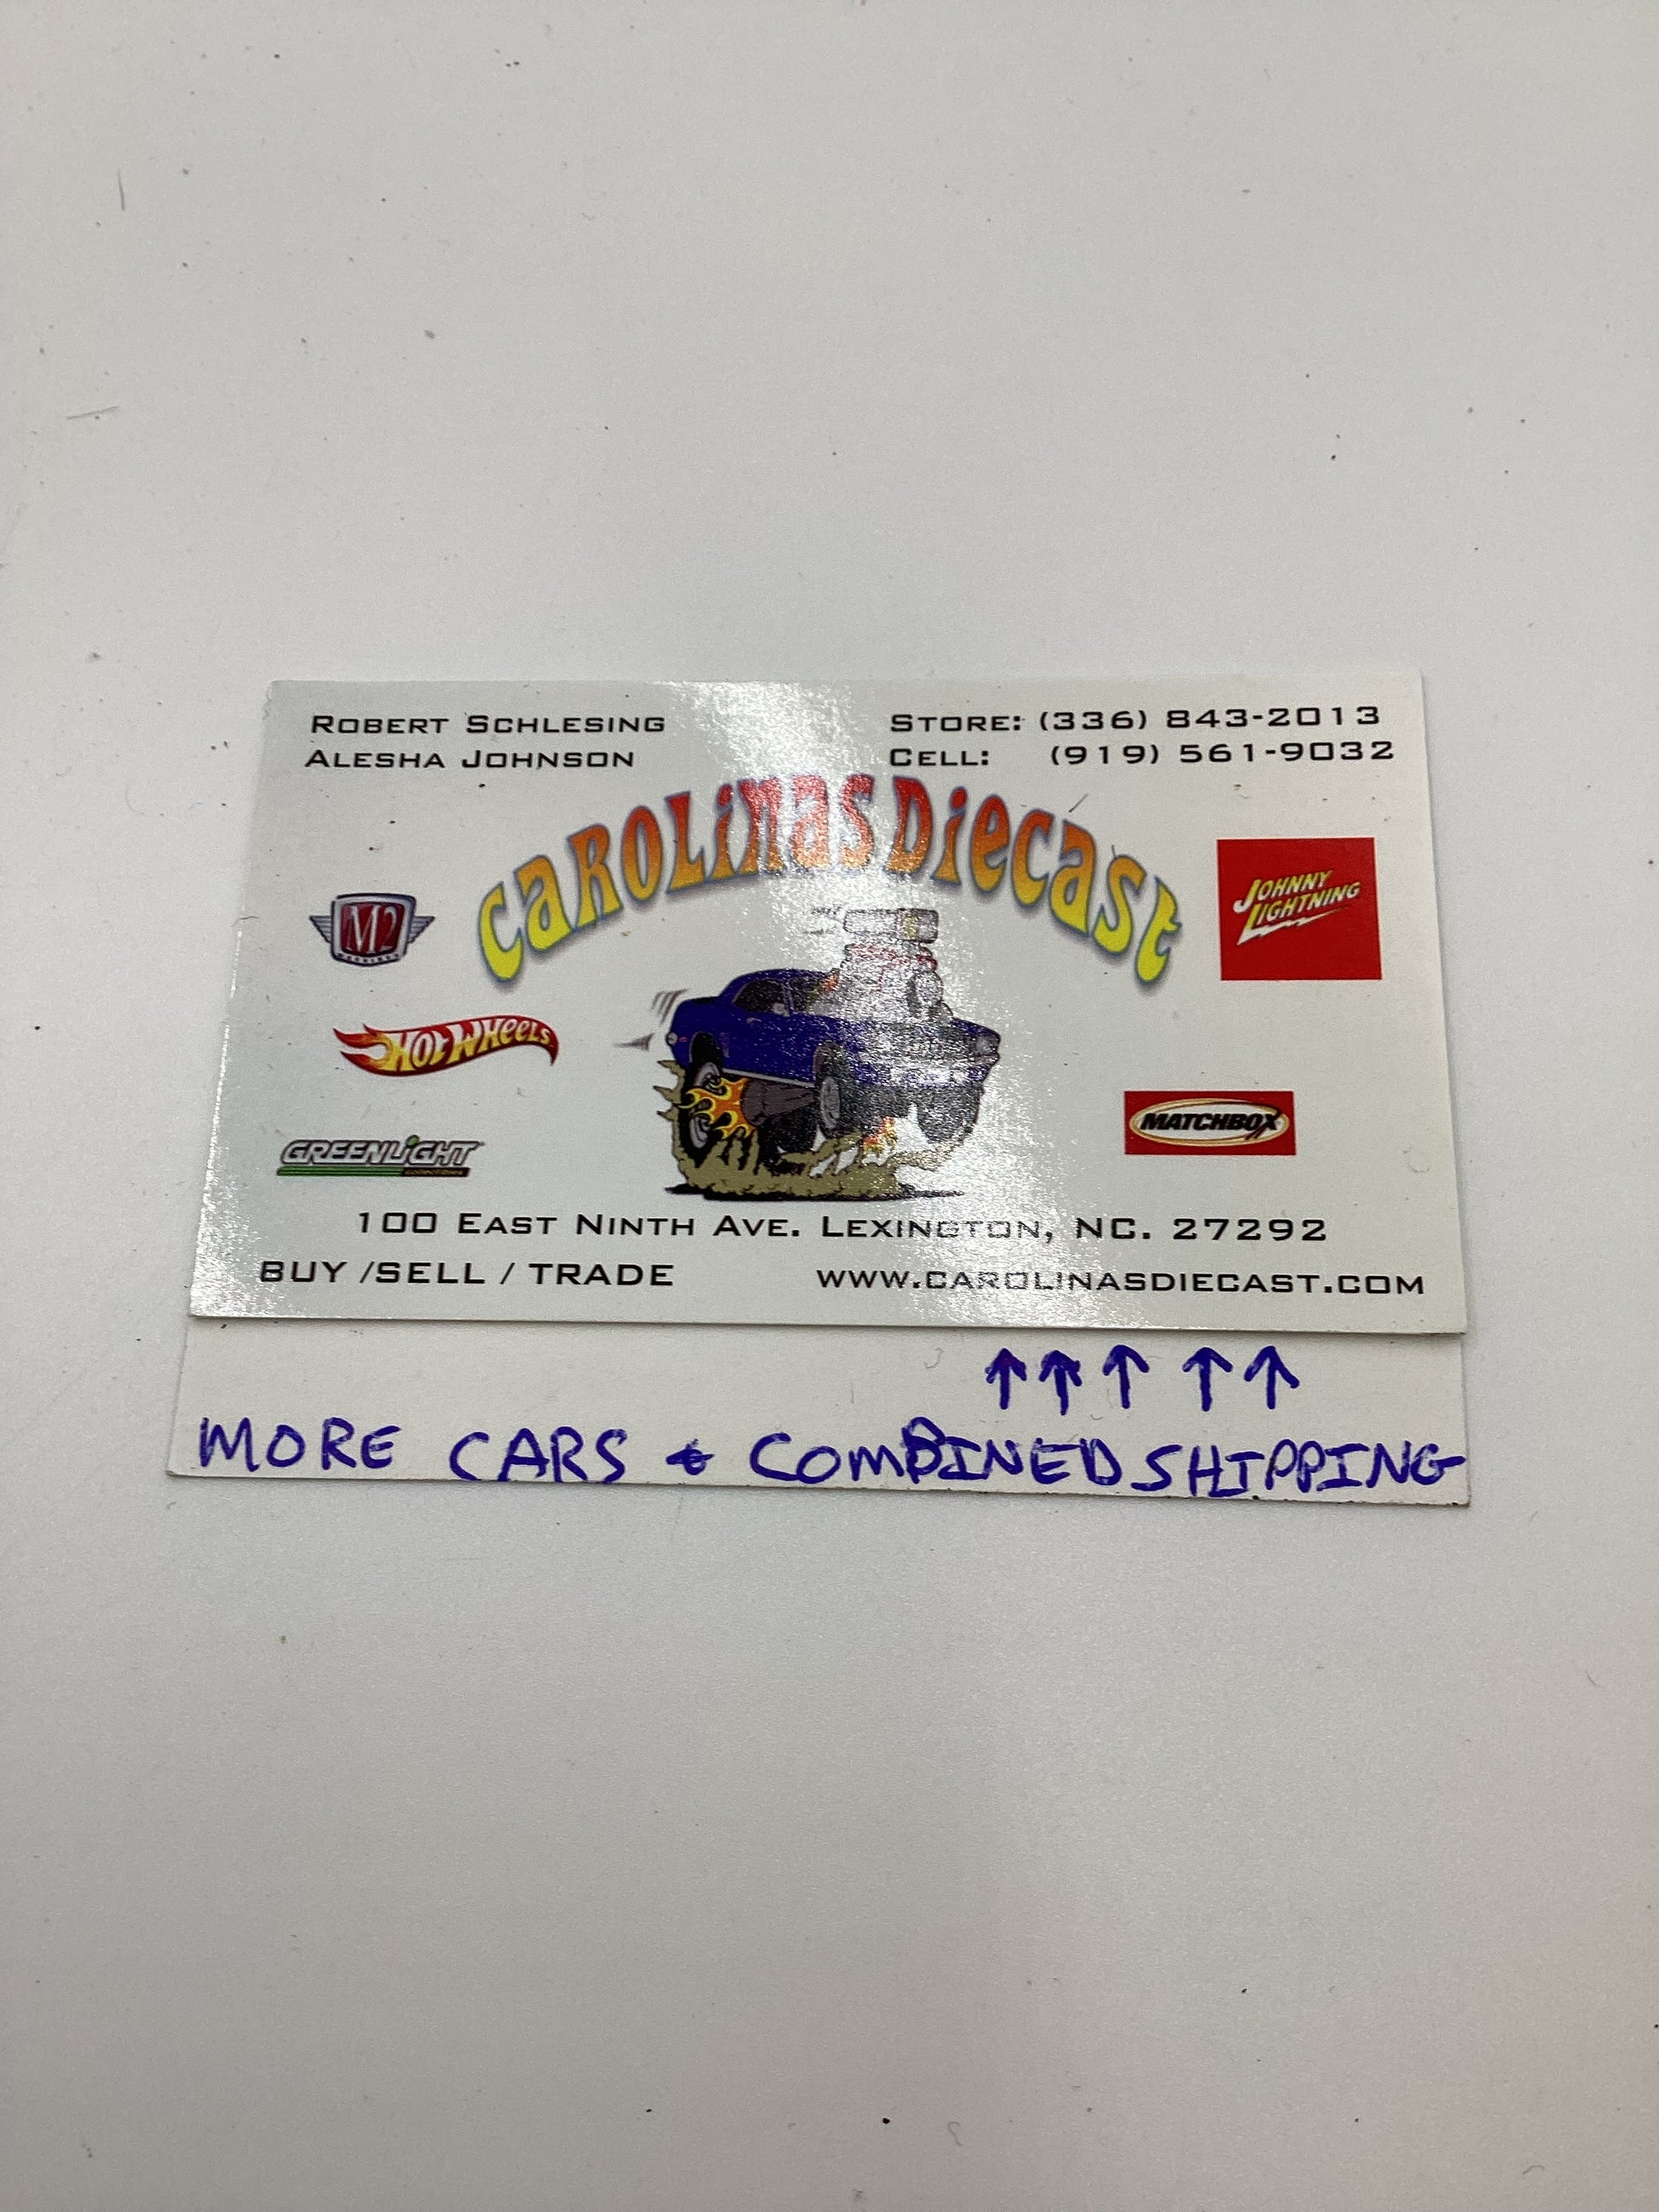 ROBERT SCHLESING
ALESHA JOHNSON
STORE: (336) 843-2013
CELL: (919) 561-9032
CAROLINAS DIECAST
M2
MACHINES
JOHNNY
LIGHTNING
HOT WHEELS
MATCHBOX
GREENLIGHT
COLLECTIBLES
100 EAST NINTH AVE. LEXINGTON, NC. 27292
BUY /SELL / TRADE
WWW.CAROLINASDIECAST.COM
↑ ↑ ↑ ↑ ↑
MORE CARS & COMBINED SHIPPING